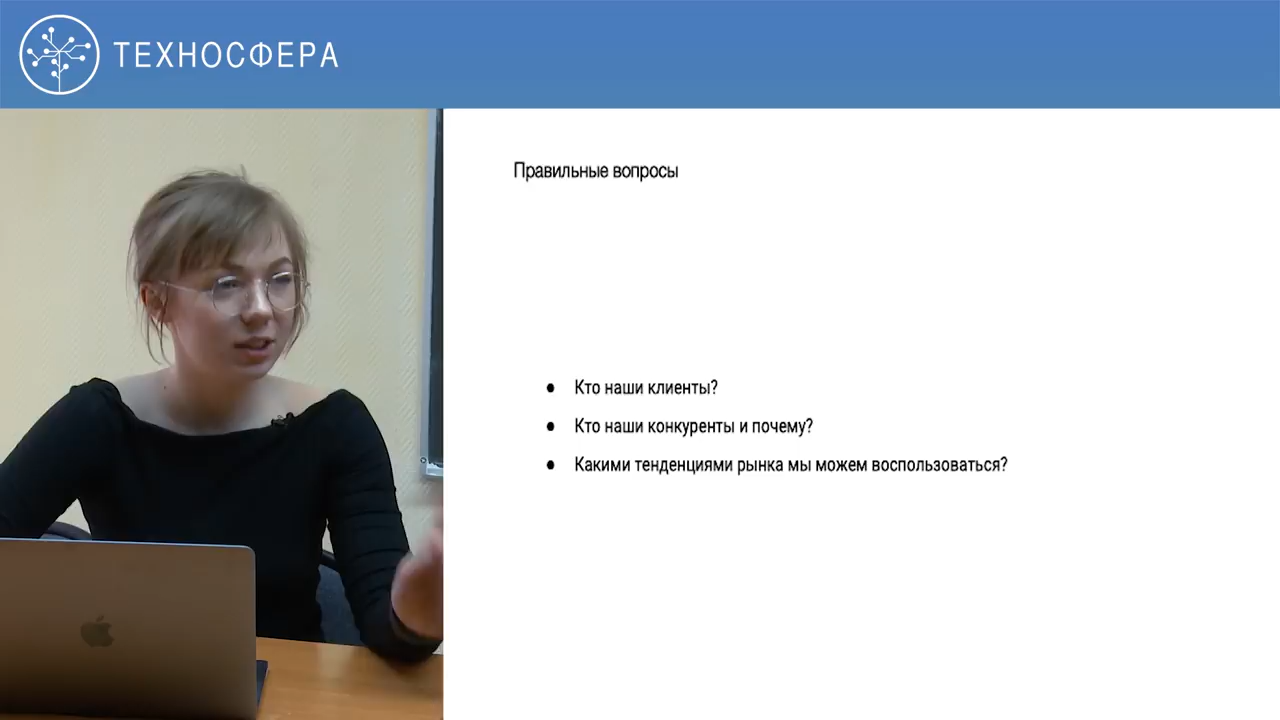 ТЕХНОСФЕРА
Правильные вопросы
● Кто наши клиенты?
● Кто наши конкуренты и почему?
● Какими тенденциями рынка мы можем воспользоваться?